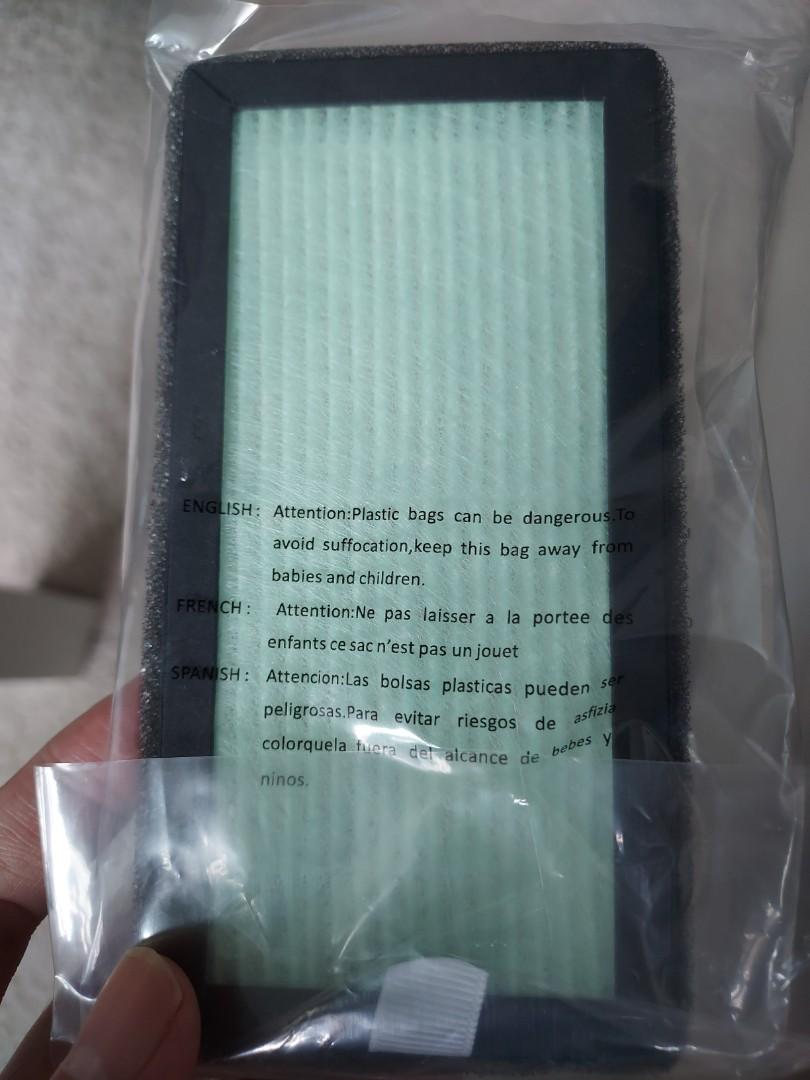 ENGLISH: Attention:Plastic bags can be dangerous.To
avoid suffocation,keep this bag away from
babies and children.
FRENCH: Attention:Ne pas laisser a la portee des
enfants ce sac n'est pas un jouet
SPANISH: Attencion:Las bolsas plasticas pueden ser
peligrosas.Para evitar riesgos de asfizia
colorquela fuera del alcance de bebes y
ninos.